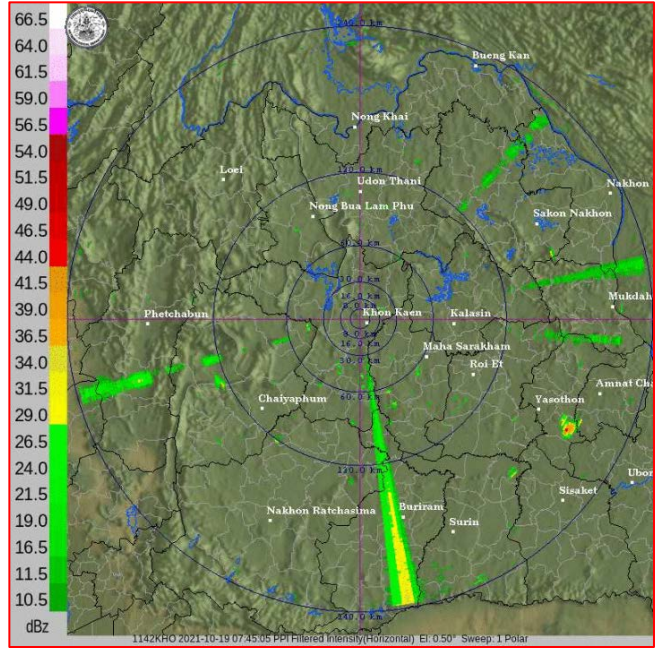 66.5
64.0
61.5
59.0
56.5
54.0
51.5
49.0
46.5
44.0
41.5
39.0
36.5
34.0
31.5
29.0
26.5
24.0
21.5
19.0
16.5
14.5
11.5
10.5
dBz
Bueng Kan
Nong Khai
Loei
Udon Thani
Nakhon
Nong Bua Lam Phu
Sakon Nakhon
Mukdah
Phetchabun
Khon Kaen
Kalasin
Maha Sarakham
Roi Et
Amnat Cha
Chaiyaphum
Yasothon
120.0 km
Ubon
Sisaket
Nakhon Ratchasima
Buriram
Surin
1142KHO 2021-10-19 07:45:05 PPI Filtered Intensity(Horizontal) El: 0.50° Sweep: 1 Polar